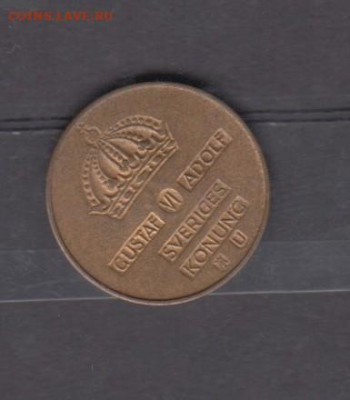 COINS.LAVE.RU
GUSTAF VI ADOLF
SVERIGES
KONUNG
U